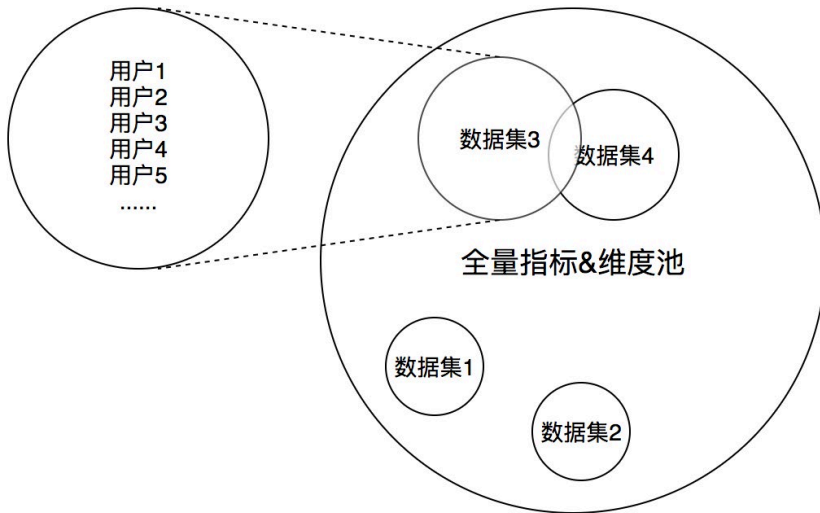 用户1
用户2
用户3
用户4
用户5
......
数据集3
数据集4
全量指标&维度池
数据集1
数据集2